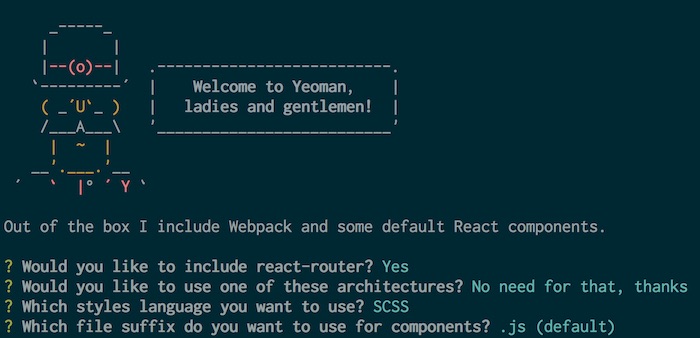 Welcome to Yeoman,
ladies and gentlemen!
Out of the box I include Webpack and some default React components.
? Would you like to include react-router? Yes
? Would you like to use one of these architectures? No need for that, thanks
? Which styles language you want to use? SCSS
? Which file suffix do you want to use for components? .js (default)